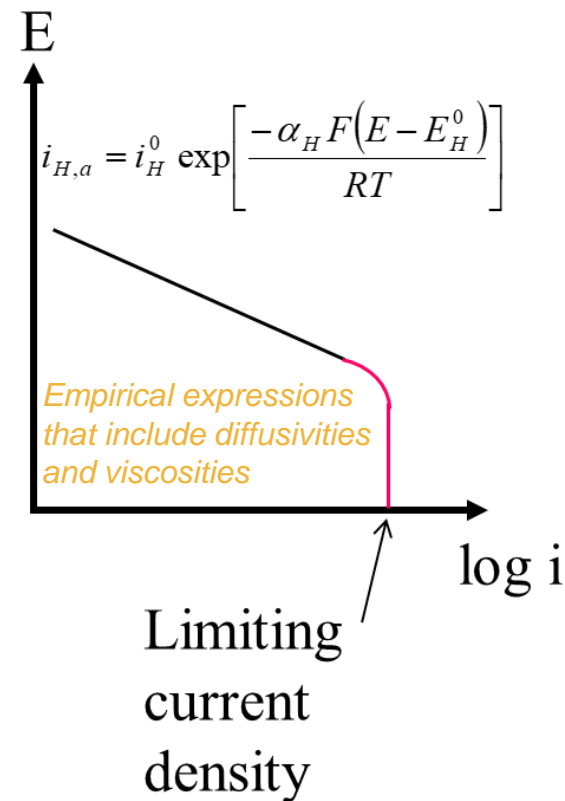 E
i_{H,a} = i_H^0 exp[ -α_H F(E - E_H^0) / RT ]
Empirical expressions
that include diffusivities
and viscosities
log i
Limiting
current
density